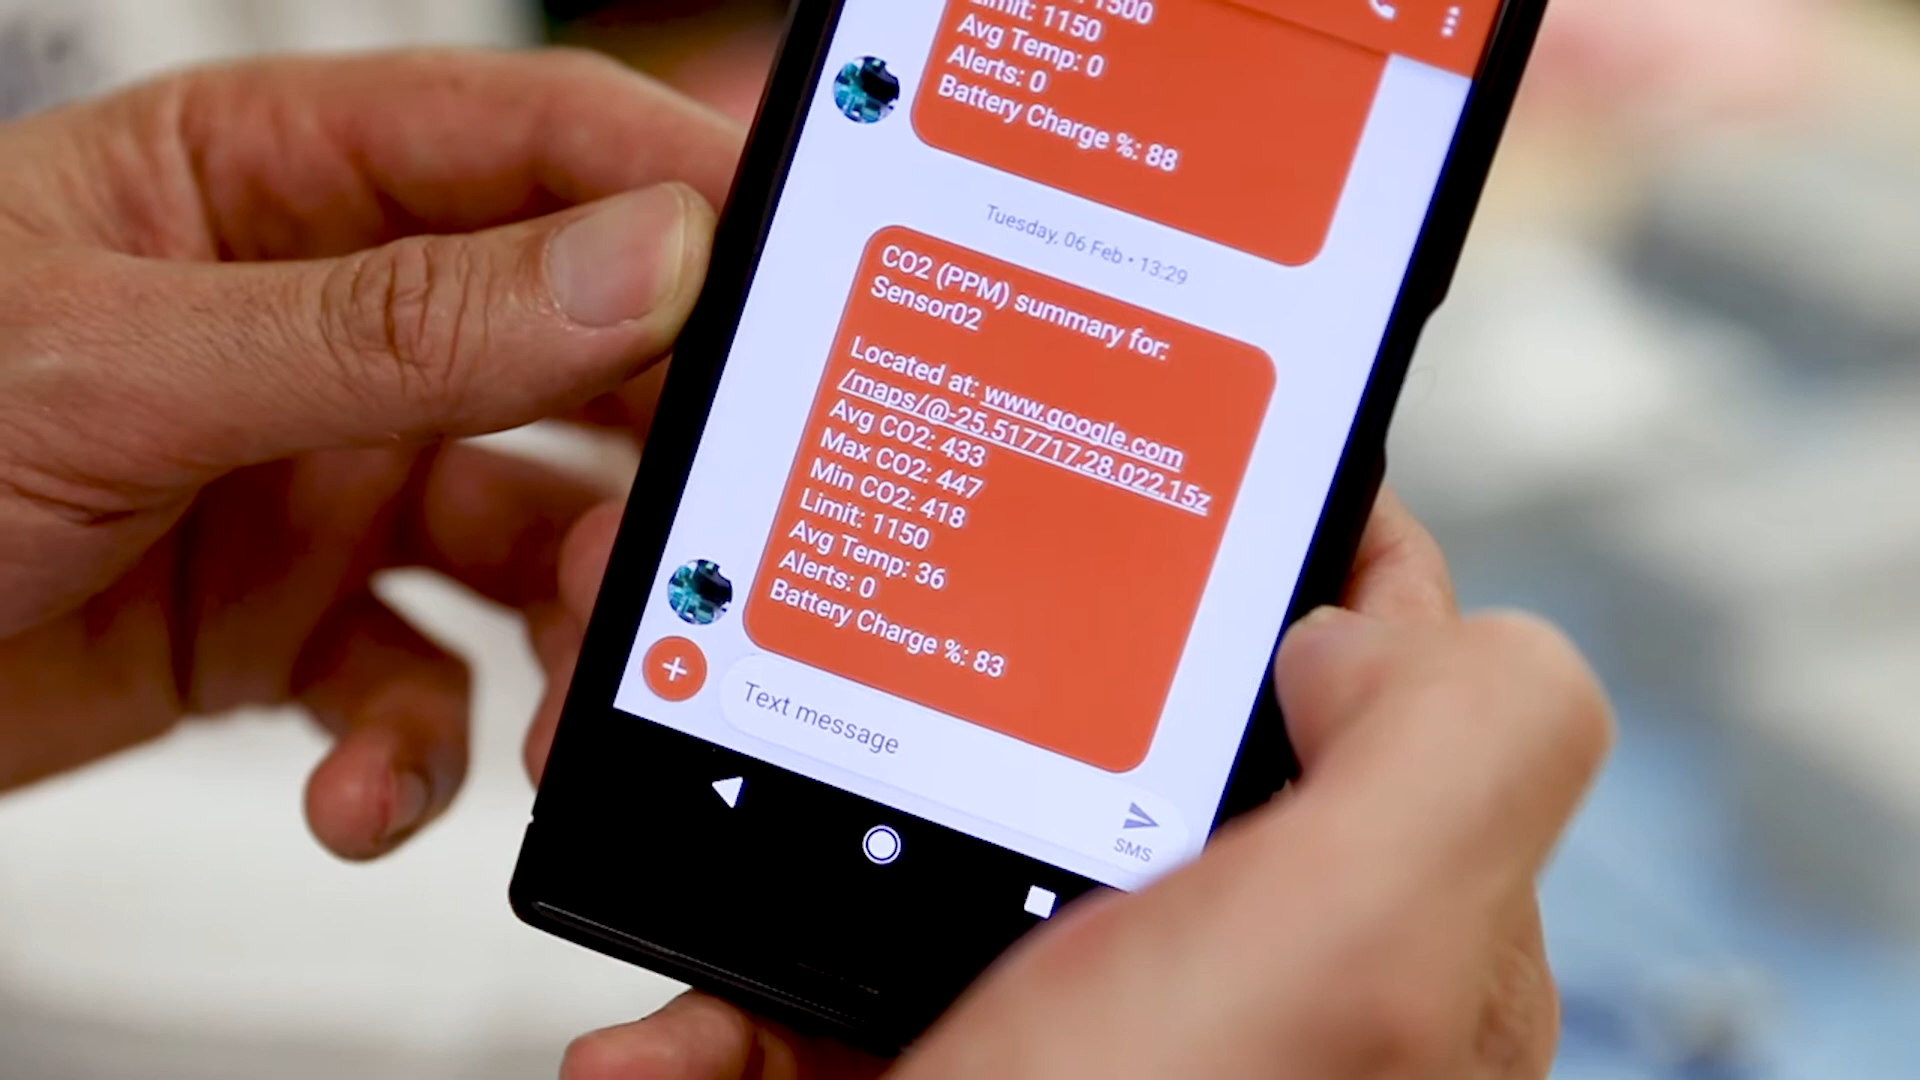 1500
Limit: 1150
Avg Temp: 0
Alerts: 0
Battery Charge %: 88
Tuesday, 06 Feb • 13:29
CO2 (PPM) summary for:
Sensor02
Located at: www.google.com
/maps/@-25.517717,28.022,15z
Avg CO2: 433
Max CO2: 447
Min CO2: 418
Limit: 1150
Avg Temp: 36
Alerts: 0
Battery Charge %: 83
+
Text message
SMS